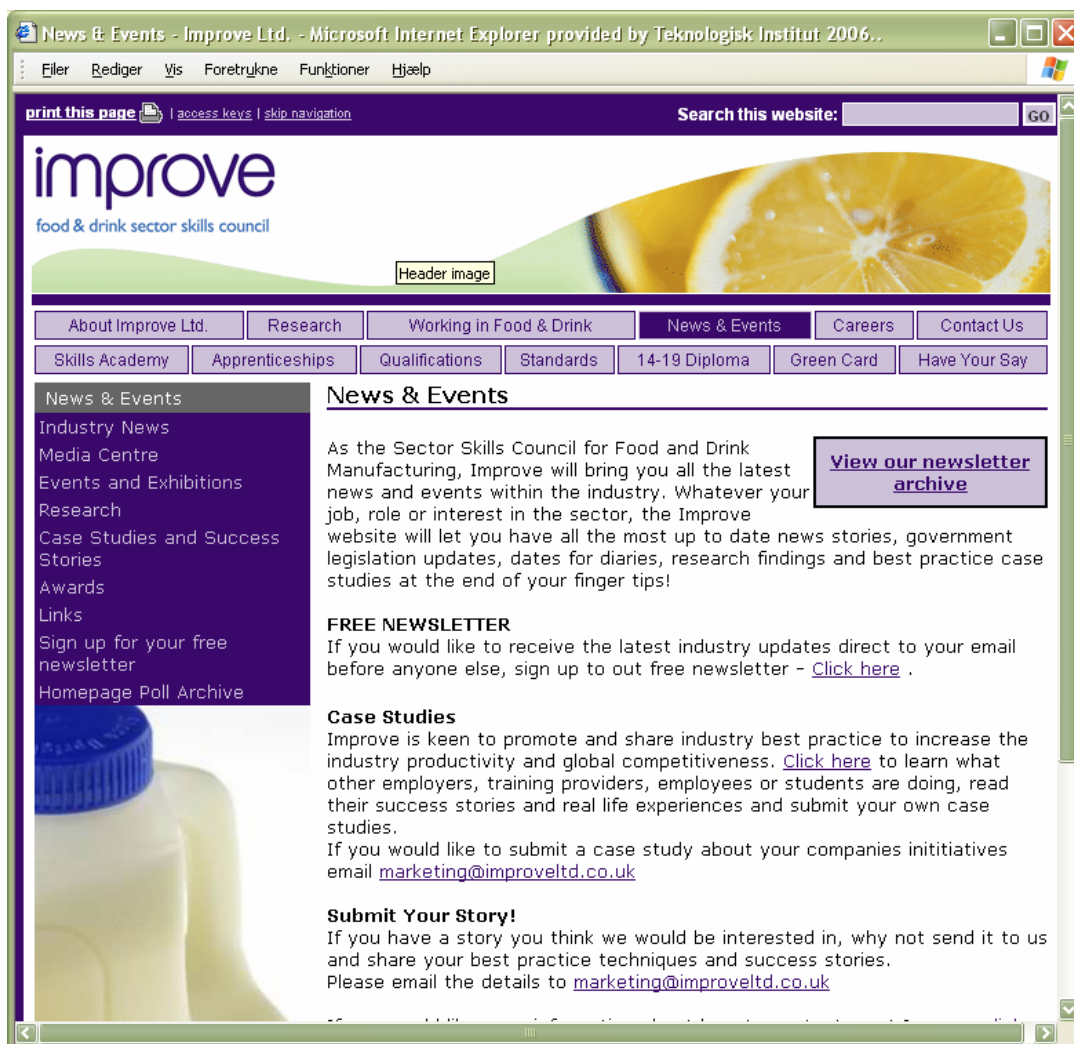 News & Events - Improve Ltd. - Microsoft Internet Explorer provided by Teknologisk Institut 2006..
Filer Rediger Vis Foretrukne Funktioner Hjælp
print this page | access keys | skip navigation
Search this website: GO
improve
food & drink sector skills council
Header image
About Improve Ltd. Research Working in Food & Drink News & Events Careers Contact Us
Skills Academy Apprenticeships Qualifications Standards 14-19 Diploma Green Card Have Your Say
News & Events
Industry News
Media Centre
Events and Exhibitions
Research
Case Studies and Success
Stories
Awards
Links
Sign up for your free
newsletter
Homepage Poll Archive
News & Events
As the Sector Skills Council for Food and Drink
Manufacturing, Improve will bring you all the latest
news and events within the industry. Whatever your
job, role or interest in the sector, the Improve
website will let you have all the most up to date news stories, government
legislation updates, dates for diaries, research findings and best practice case
studies at the end of your finger tips!
View our newsletter
archive
FREE NEWSLETTER
If you would like to receive the latest industry updates direct to your email
before anyone else, sign up to out free newsletter - Click here .
Case Studies
Improve is keen to promote and share industry best practice to increase the
industry productivity and global competitiveness. Click here to learn what
other employers, training providers, employees or students are doing, read
their success stories and real life experiences and submit your own case
studies.
If you would like to submit a case study about your companies inititiatives
email marketing@improveltd.co.uk
Submit Your Story!
If you have a story you think we would be interested in, why not send it to us
and share your best practice techniques and success stories.
Please email the details to marketing@improveltd.co.uk